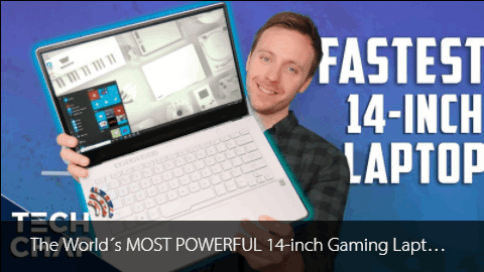 FASTEST
14-INCH
LAPTOP
TECH
CHAP
The World´s MOST POWERFUL 14-inch Gaming Lapt…